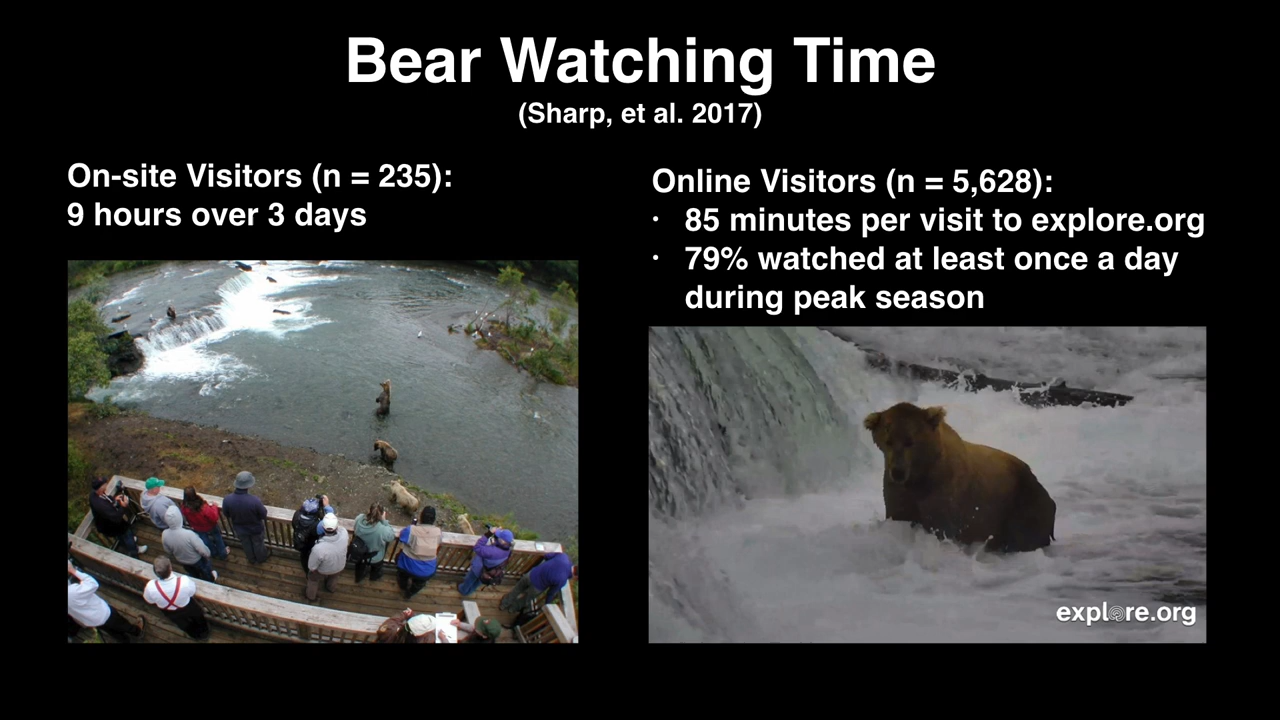 Bear Watching Time
(Sharp, et al. 2017)
On-site Visitors (n = 235):
9 hours over 3 days
Online Visitors (n = 5,628):
· 85 minutes per visit to explore.org
· 79% watched at least once a day
during peak season
explore.org